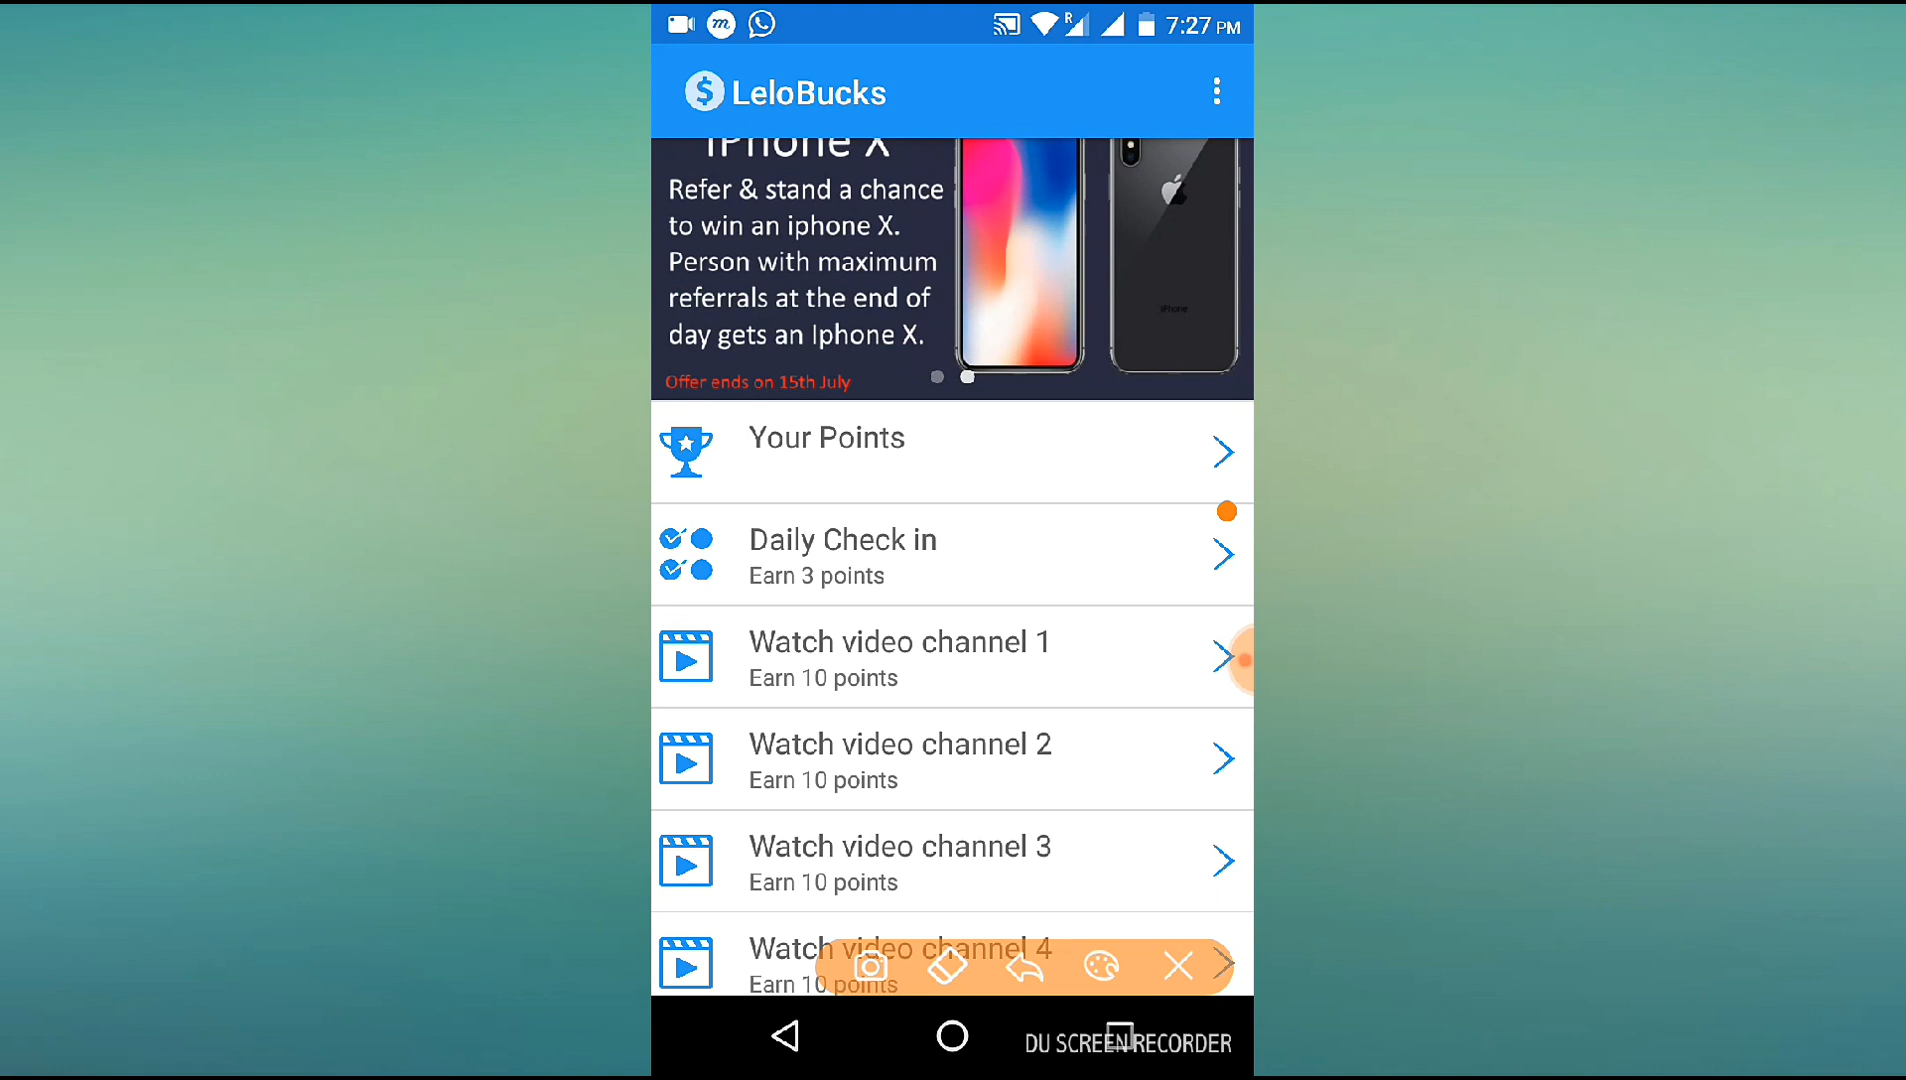 7:27 PM
LeloBucks
iPhone X
Refer & stand a chance
to win an iphone X.
Person with maximum
referrals at the end of
day gets an Iphone X.
Offer ends on 15th July
iPhone
Your Points
Daily Check in
Earn 3 points
Watch video channel 1
Earn 10 points
Watch video channel 2
Earn 10 points
Watch video channel 3
Earn 10 points
Watch video channel 4
Earn 10 points
DU SCREEN RECORDER